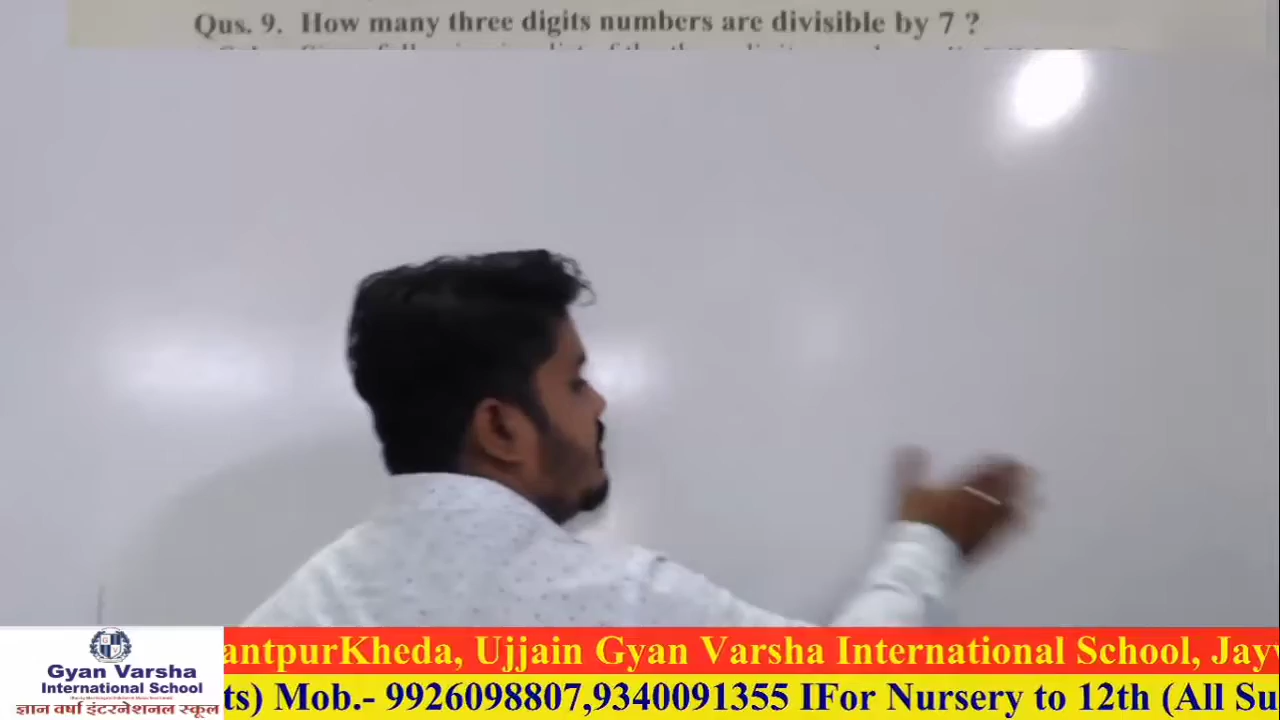 Qus. 9. How many three digits numbers are divisible by 7 ?
antpurKheda, Ujjain Gyan Varsha International School, Jayw
ts) Mob.- 9926098807,9340091355 IFor Nursery to 12th (All Su
Gyan Varsha
International School
ज्ञान वर्षा इंटरनेशनल स्कूल